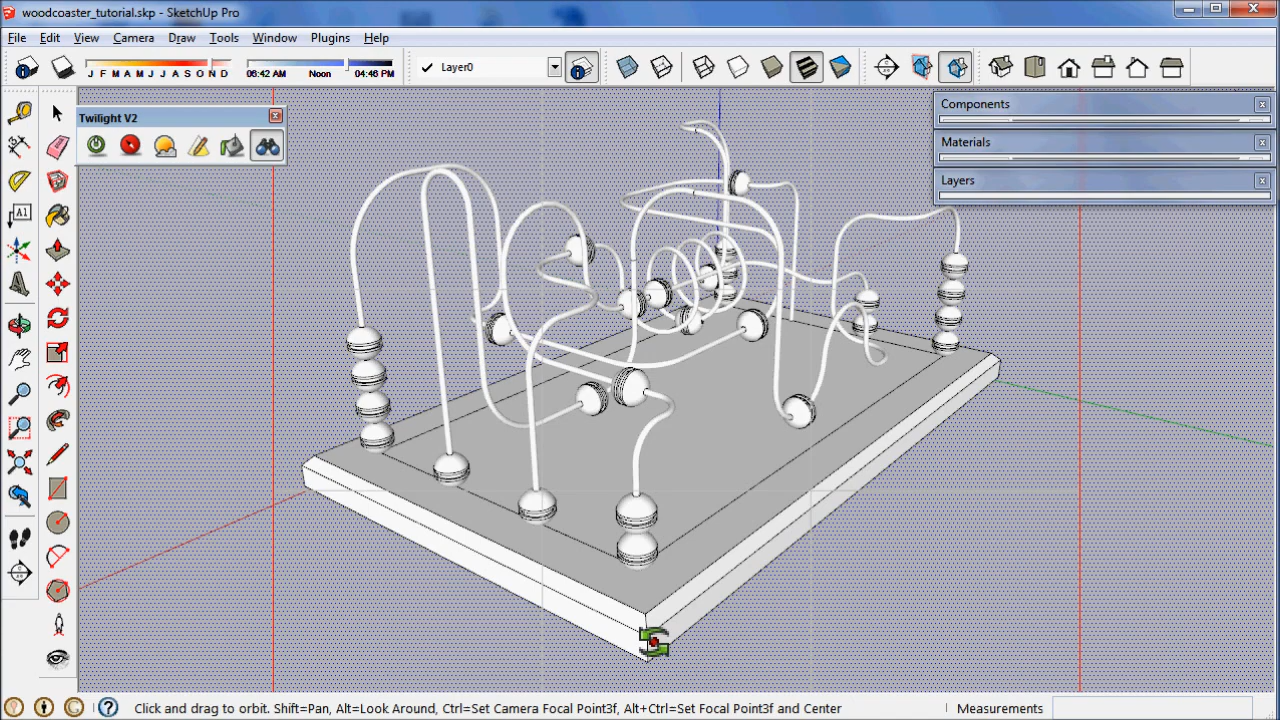 woodcoaster_tutorial.skp - SketchUp Pro
File Edit View Camera Draw Tools Window Plugins Help
J F M A M J J A S O N D
06:42 AM Noon 04:46 PM
Layer0
Twilight V2
Components
Materials
Layers
A1
Click and drag to orbit. Shift=Pan, Alt=Look Around, Ctrl=Set Camera Focal Point3f, Alt+Ctrl=Set Focal Point3f and Center
Measurements